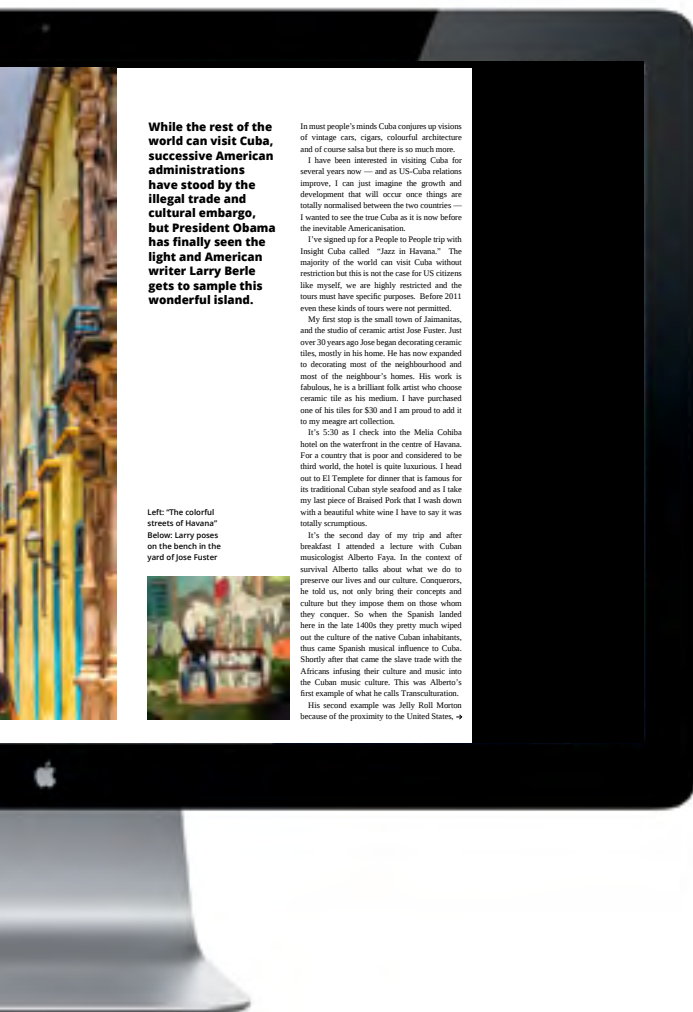 While the rest of the
world can visit Cuba,
successive American
administrations
have stood by the
illegal trade and
cultural embargo,
but President Obama
has finally seen the
light and American
writer Larry Berle
gets to sample this
wonderful island.
Left: “The colorful
streets of Havana”
Below: Larry poses
on the bench in the
yard of Jose Fuster
In must people’s minds Cuba conjures up visions
of vintage cars, cigars, colourful architecture
and of course salsa but there is so much more.
I have been interested in visiting Cuba for
several years now — and as US-Cuba relations
improve, I can just imagine the growth and
development that will occur once things are
totally normalised between the two countries —
I wanted to see the true Cuba as it is now before
the inevitable Americanisation.
I’ve signed up for a People to People trip with
Insight Cuba called “Jazz in Havana.” The
majority of the world can visit Cuba without
restriction but this is not the case for US citizens
like myself, we are highly restricted and the
tours must have specific purposes. Before 2011
even these kinds of tours were not permitted.
My first stop is the small town of Jaimanitas,
and the studio of ceramic artist Jose Fuster. Just
over 30 years ago Jose began decorating ceramic
tiles, mostly in his home. He has now expanded
to decorating most of the neighbourhood and
most of the neighbour’s homes. His work is
fabulous, he is a brilliant folk artist who choose
ceramic tile as his medium. I have purchased
one of his tiles for $30 and I am proud to add it
to my meagre art collection.
It’s 5:30 as I check into the Melia Cohiba
hotel on the waterfront in the centre of Havana.
For a country that is poor and considered to be
third world, the hotel is quite luxurious. I head
out to El Templete for dinner that is famous for
its traditional Cuban style seafood and as I take
my last piece of Braised Pork that I wash down
with a beautiful white wine I have to say it was
totally scrumptious.
It’s the second day of my trip and after
breakfast I attended a lecture with Cuban
musicologist Alberto Faya. In the context of
survival Alberto talks about what we do to
preserve our lives and our culture. Conquerors,
he told us, not only bring their concepts and
culture but they impose them on those whom
they conquer. So when the Spanish landed
here in the late 1400s they pretty much wiped
out the culture of the native Cuban inhabitants,
thus came Spanish musical influence to Cuba.
Shortly after that came the slave trade with the
Africans infusing their culture and music into
the Cuban music culture. This was Alberto’s
first example of what he calls Transculturation.
His second example was Jelly Roll Morton
because of the proximity to the United States, →